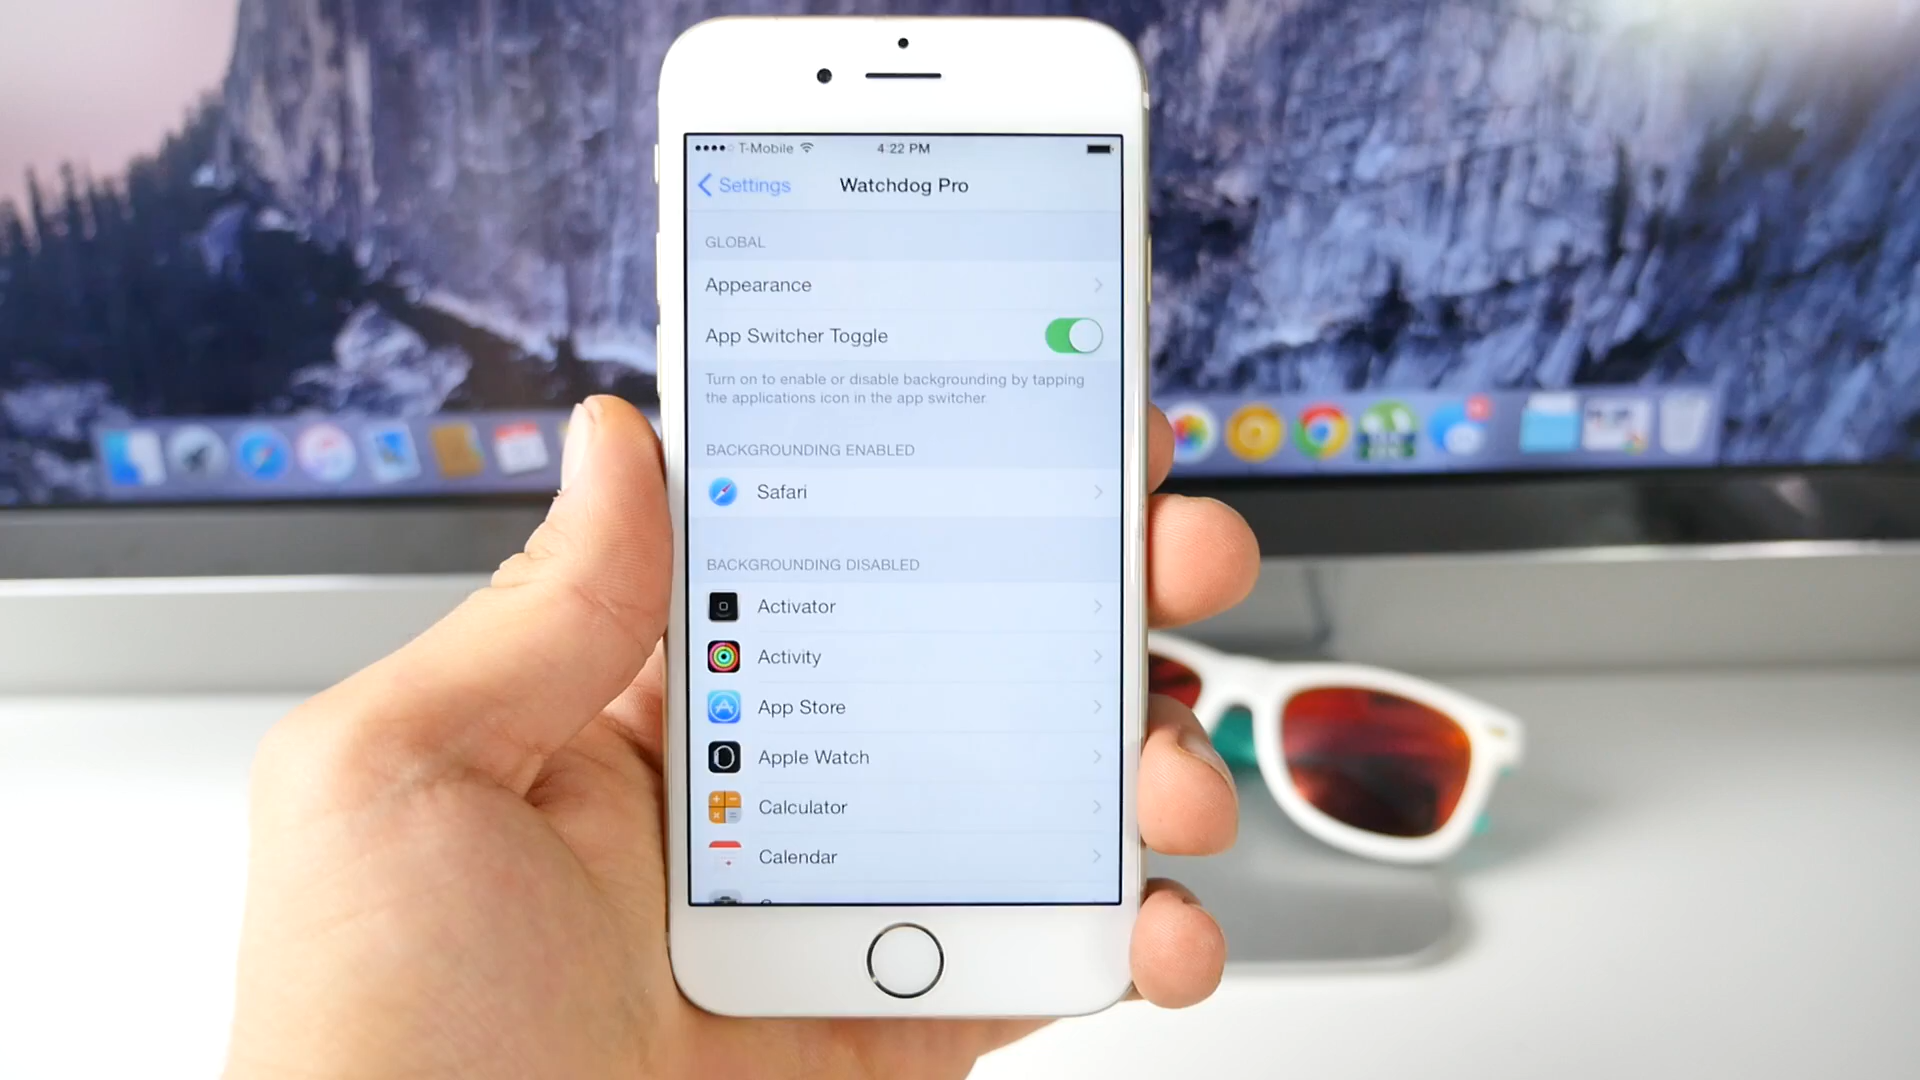 T-Mobile 4:22 PM
Settings Watchdog Pro
GLOBAL
Appearance
App Switcher Toggle
Turn on to enable or disable backgrounding by tapping
the applications icon in the app switcher.
BACKGROUNDING ENABLED
Safari
BACKGROUNDING DISABLED
Activator
Activity
App Store
Apple Watch
Calculator
Calendar